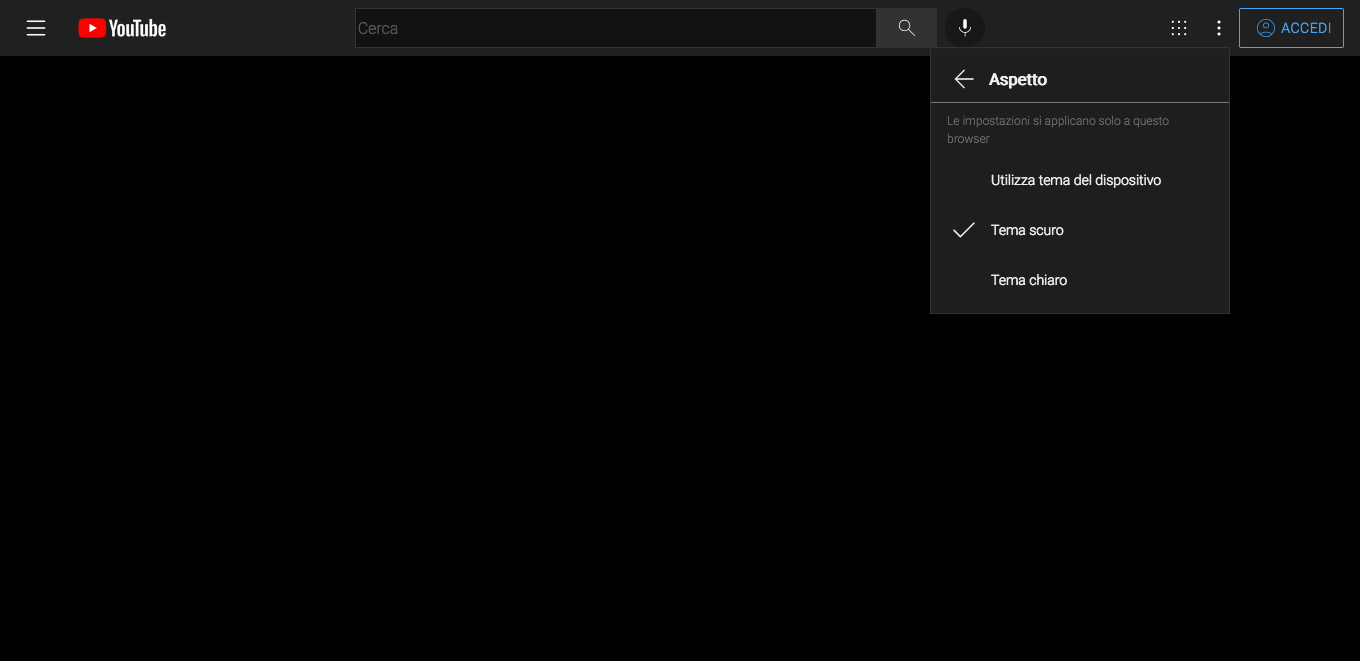 YouTube
Cerca
ACCEDI
Aspetto
Le impostazioni si applicano solo a questo
browser
Utilizza tema del dispositivo
Tema scuro
Tema chiaro